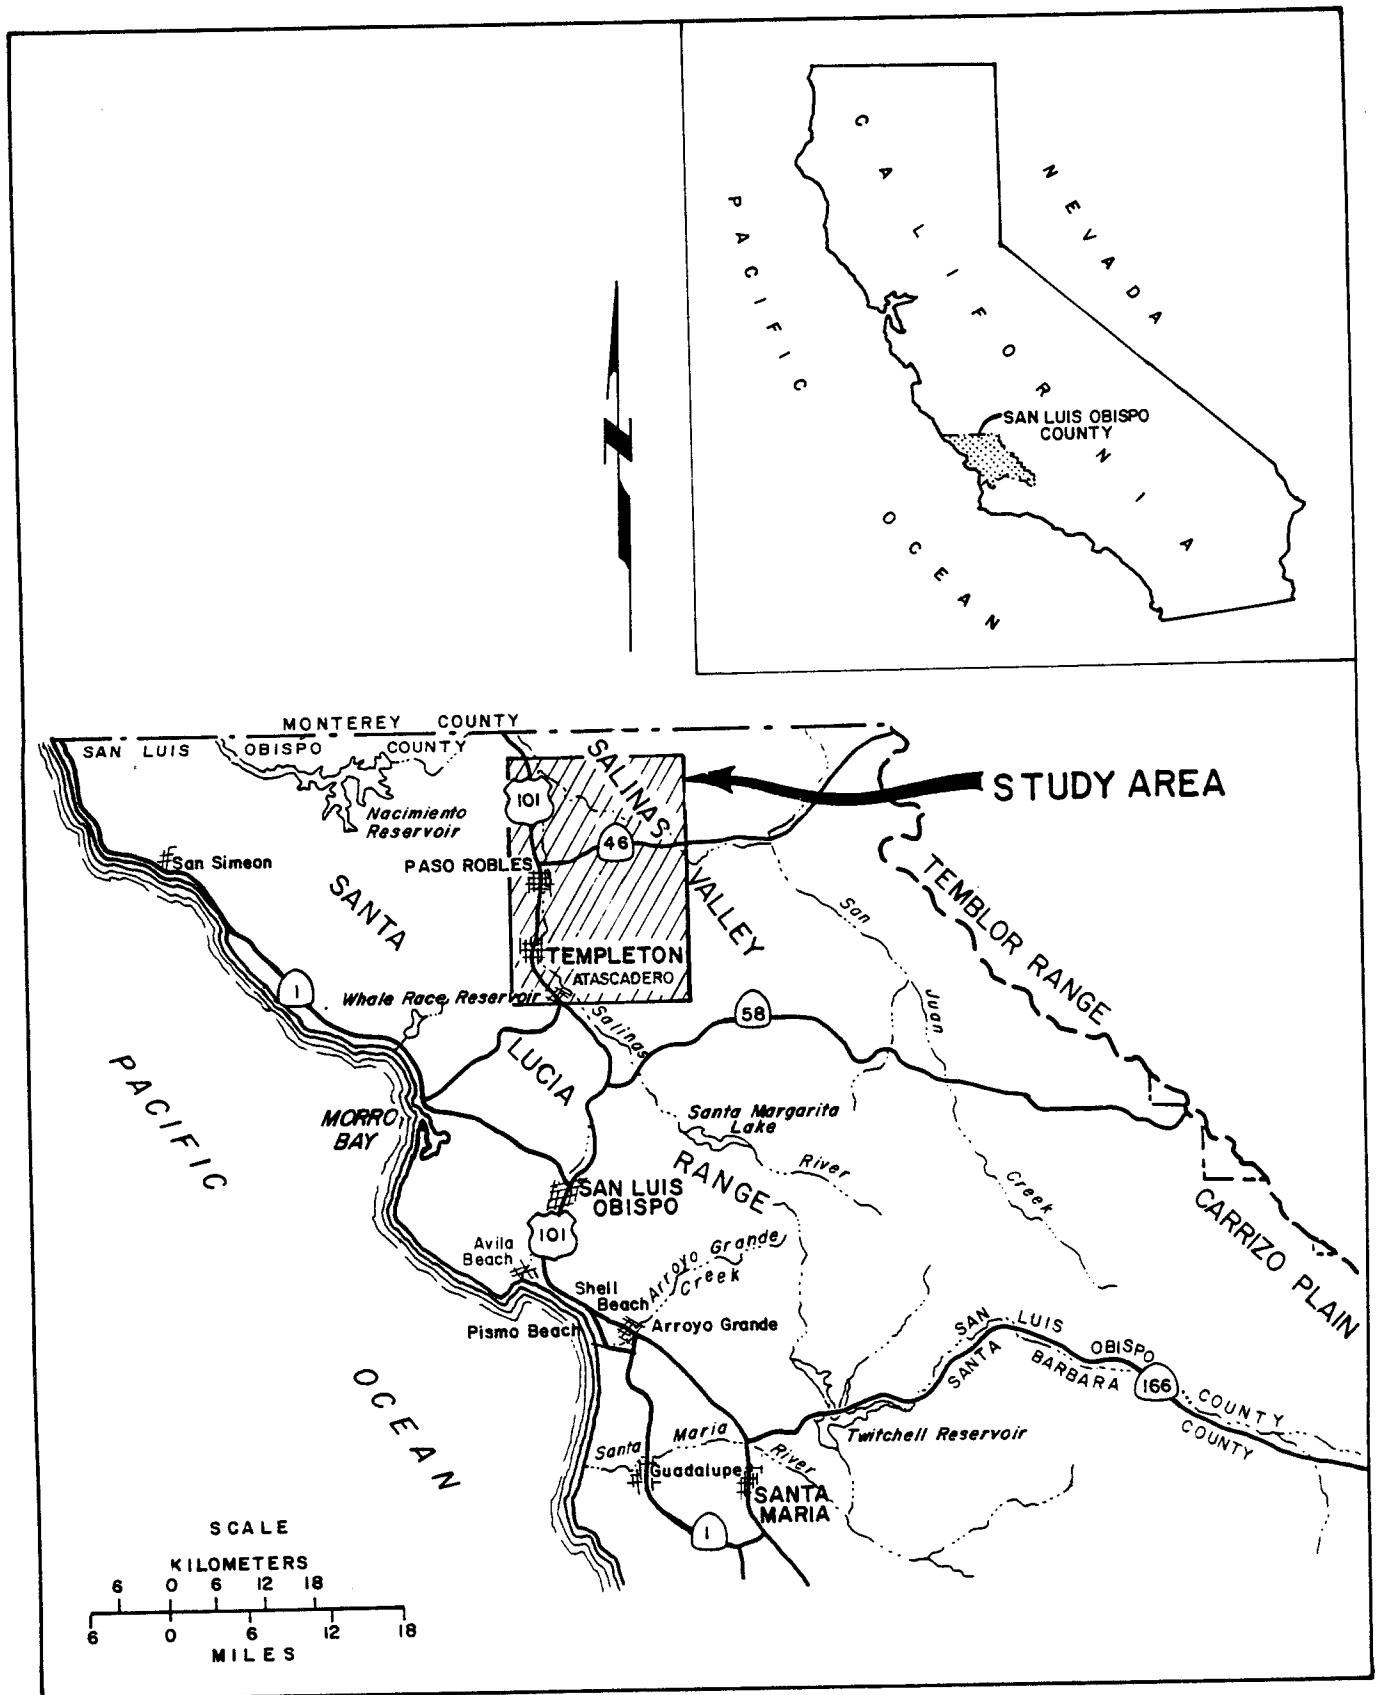 CALIFORNIA
NEVADA
PACIFIC
OCEAN
SAN LUIS OBISPO
COUNTY
N
MONTEREY COUNTY
SAN LUIS OBISPO COUNTY
SALINAS
VALLEY
STUDY AREA
101
Nacimiento
Reservoir
46
San Simeon
PASO ROBLES
SANTA
LUCIA
RANGE
TEMBLOR RANGE
San
Juan
Creek
TEMPLETON
ATASCADERO
1
Whale Race Reservoir
58
Salinas
River
PACIFIC
OCEAN
MORRO
BAY
Santa Margarita
Lake
SAN LUIS
OBISPO
101
CARRIZO PLAIN
Avila
Beach
Arroyo Grande
Creek
Shell
Beach
Pismo Beach
Arroyo Grande
SAN LUIS OBISPO COUNTY
SANTA BARBARA COUNTY
166
Twitchell Reservoir
Santa Maria River
Guadalupe
SANTA
MARIA
1
SCALE
KILOMETERS
6 0 6 12 18
6 0 6 12 18
MILES